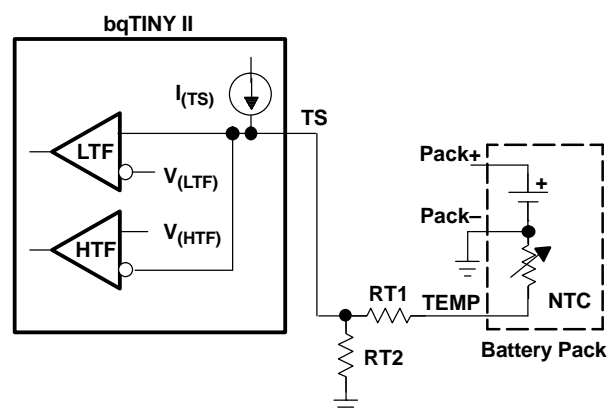 bqTINY II
I(TS)
TS
LTF
V(LTF)
HTF
V(HTF)
Pack+
+
Pack–
RT1
TEMP
NTC
RT2
Battery Pack